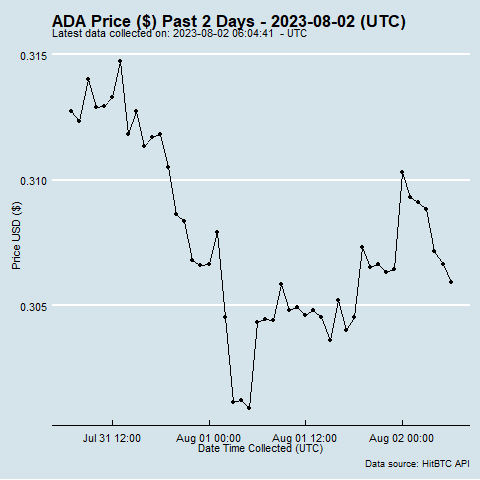 ADA Price ($) Past 2 Days - 2023-08-02 (UTC)
Latest data collected on: 2023-08-02 06:04:41 - UTC
0.315
0.310
0.305
Price USD ($)
Jul 31 12:00 Aug 01 00:00 Aug 01 12:00 Aug 02 00:00
Date Time Collected (UTC)
Data source: HitBTC API